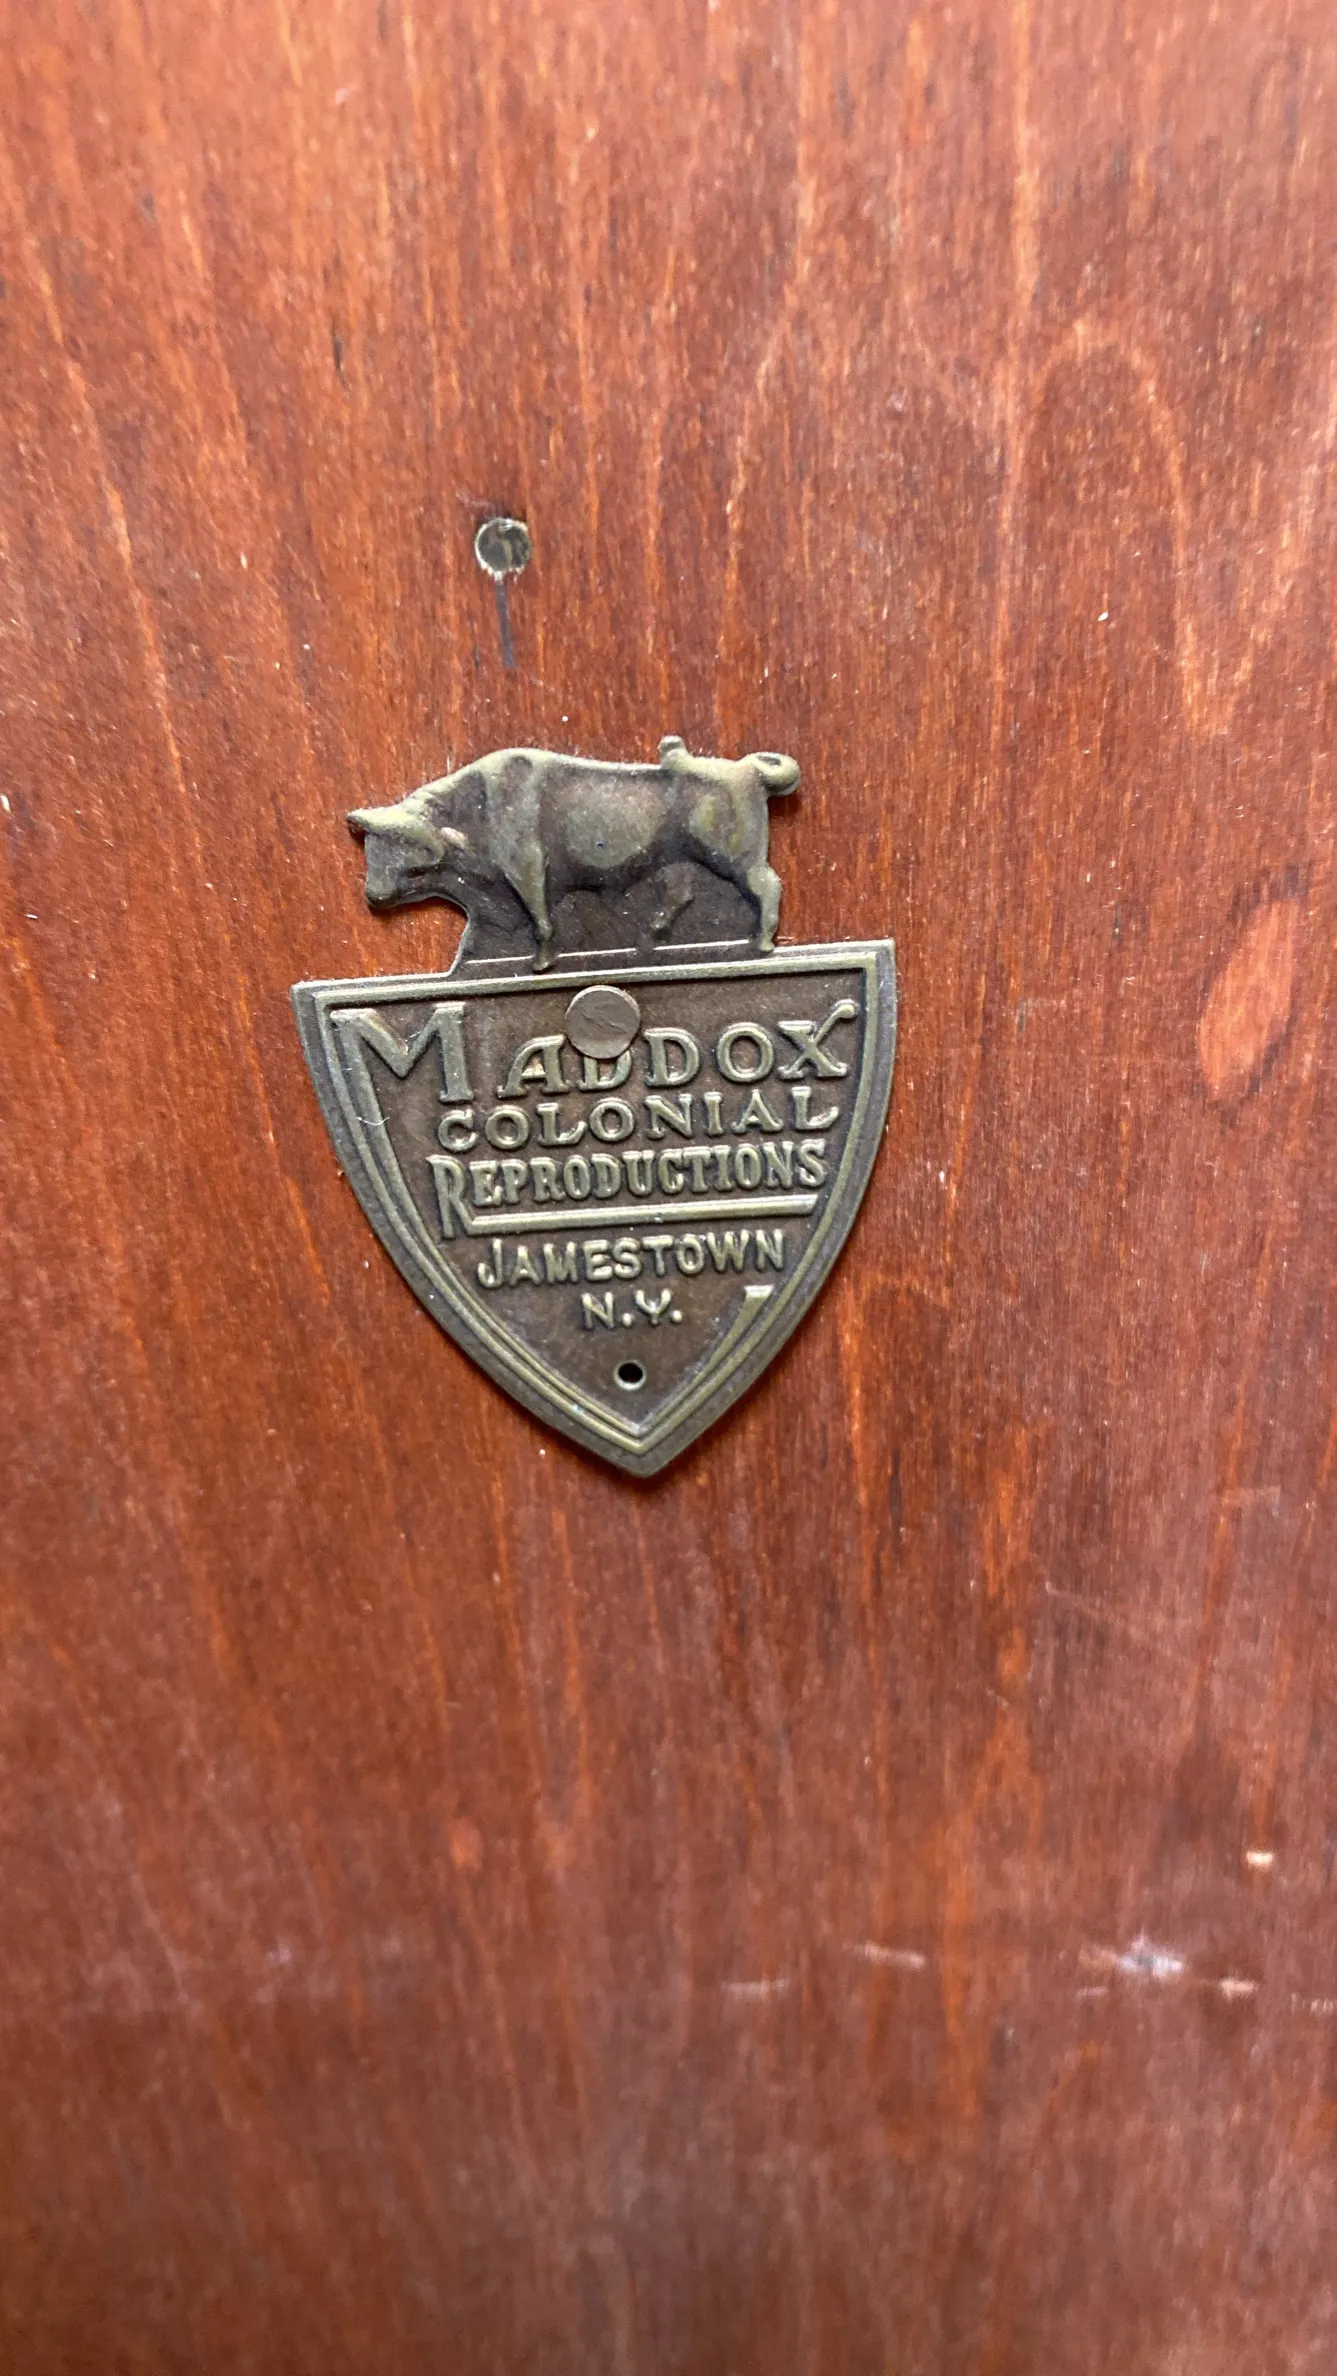 MADDOX
COLONIAL
REPRODUCTIONS
JAMESTOWN
N.Y.